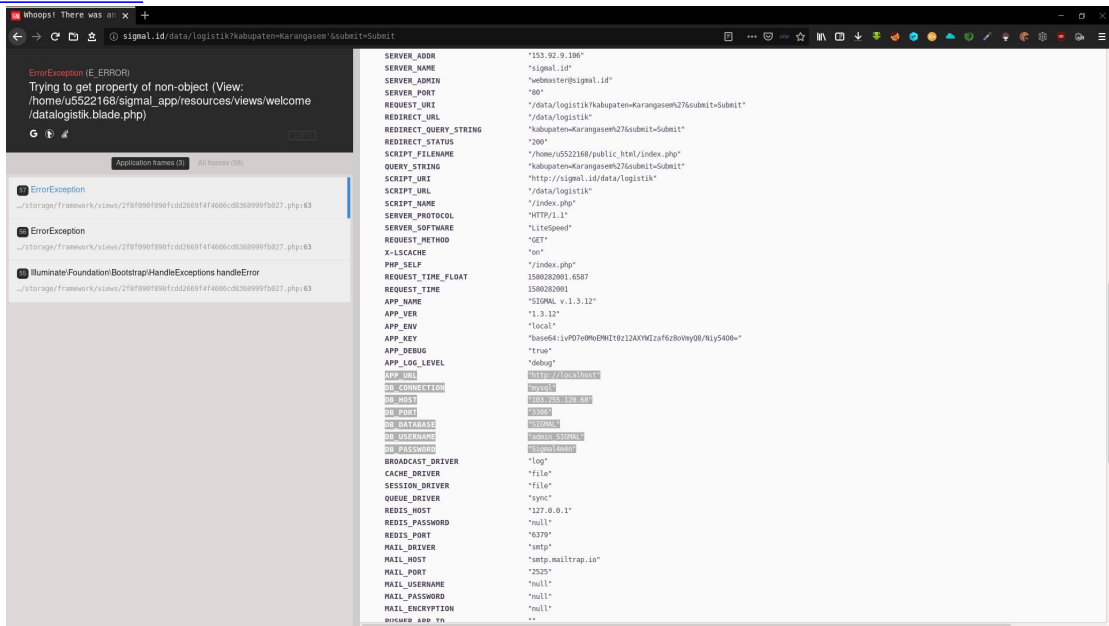 Whoops! There was an
sigmal.id/data/logistik?kabupaten=Karangasem'&submit=Submit
ErrorException (E_ERROR)
Trying to get property of non-object (View:
/home/u5522168/sigmal_app/resources/views/welcome
/datalogistik.blade.php)
Application frames (3) All frames (58)
57 ErrorException
…/storage/framework/views/2f8f090f890fcdd2669f4f4606cd8368999fb027.php:63
56 ErrorException
…/storage/framework/views/2f8f090f890fcdd2669f4f4606cd8368999fb027.php:63
55 Illuminate\Foundation\Bootstrap\HandleExceptions handleError
…/storage/framework/views/2f8f090f890fcdd2669f4f4606cd8368999fb027.php:63
SERVER_ADDR "153.92.9.106"
SERVER_NAME "sigmal.id"
SERVER_ADMIN "webmaster@sigmal.id"
SERVER_PORT "80"
REQUEST_URI "/data/logistik?kabupaten=Karangasem%27&submit=Submit"
REDIRECT_URL "/data/logistik"
REDIRECT_QUERY_STRING "kabupaten=Karangasem%27&submit=Submit"
REDIRECT_STATUS "200"
SCRIPT_FILENAME "/home/u5522168/public_html/index.php"
QUERY_STRING "kabupaten=Karangasem%27&submit=Submit"
SCRIPT_URI "http://sigmal.id/data/logistik"
SCRIPT_URL "/data/logistik"
SCRIPT_NAME "/index.php"
SERVER_PROTOCOL "HTTP/1.1"
SERVER_SOFTWARE "LiteSpeed"
REQUEST_METHOD "GET"
X-LSCACHE "on"
PHP_SELF "/index.php"
REQUEST_TIME_FLOAT 1580282001.6587
REQUEST_TIME 1580282001
APP_NAME "SIGMAL v.1.3.12"
APP_VER "1.3.12"
APP_ENV "local"
APP_KEY
APP_DEBUG "true"
APP_LOG_LEVEL "debug"
APP_URL "http://localhost"
DB_CONNECTION "mysql"
DB_HOST "103.255.120.68"
DB_PORT "3306"
DB_DATABASE "SIGMAL"
DB_USERNAME "admin_SIGMAL"
DB_PASSWORD "Sigmal4m4n"
BROADCAST_DRIVER "log"
CACHE_DRIVER "file"
SESSION_DRIVER "file"
QUEUE_DRIVER "sync"
REDIS_HOST "127.0.0.1"
REDIS_PASSWORD "null"
REDIS_PORT "6379"
MAIL_DRIVER "smtp"
MAIL_HOST "smtp.mailtrap.io"
MAIL_PORT "2525"
MAIL_USERNAME "null"
MAIL_PASSWORD "null"
MAIL_ENCRYPTION "null"
PUSHER_APP_ID ""